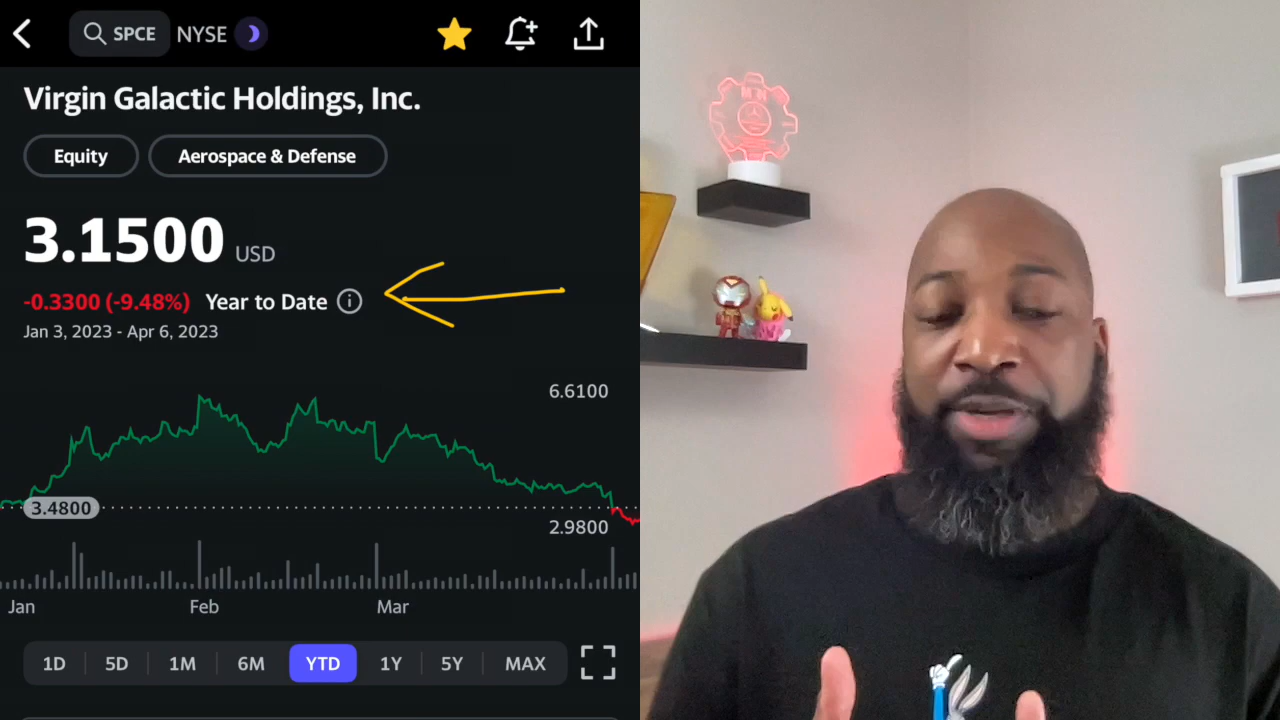 SPCE NYSE
Virgin Galactic Holdings, Inc.
Equity Aerospace & Defense
3.1500 USD
-0.3300 (-9.48%) Year to Date
Jan 3, 2023 - Apr 6, 2023
6.6100
3.4800
2.9800
Jan Feb Mar
1D 5D 1M 6M YTD 1Y 5Y MAX